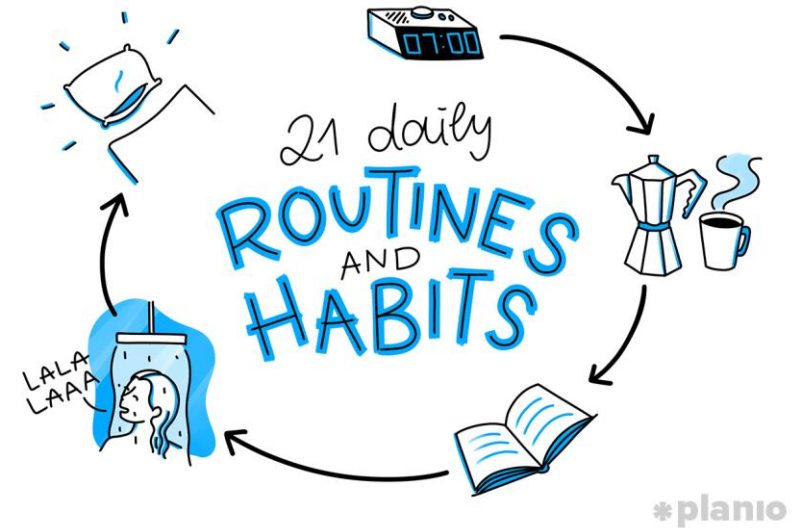 07:00
21 daily
ROUTINES
AND
HABITS
LALA
LAAA
*planio